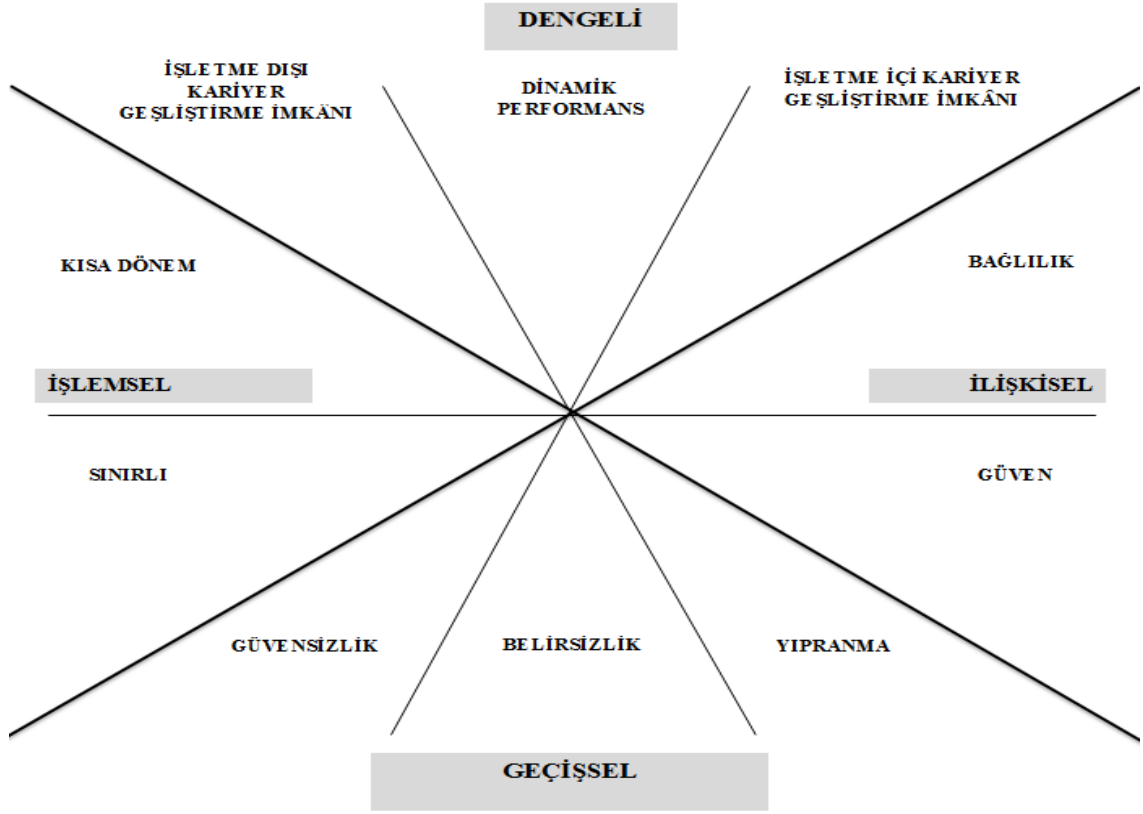 DENGELİ
İŞLETME DIŞI
KARİYER
GEŞLİŞTİRME İMKÂNI
DİNAMİK
PERFORMANS
İŞLETME İÇİ KARİYER
GEŞLİŞTİRME İMKÂNI
KISA DÖNEM
BAĞLILIK
İŞLEMSEL
İLİŞKİSEL
SINIRLI
GÜVEN
GÜVENSİZLİK
BELİRSİZLİK
YIPRANMA
GEÇİŞSEL